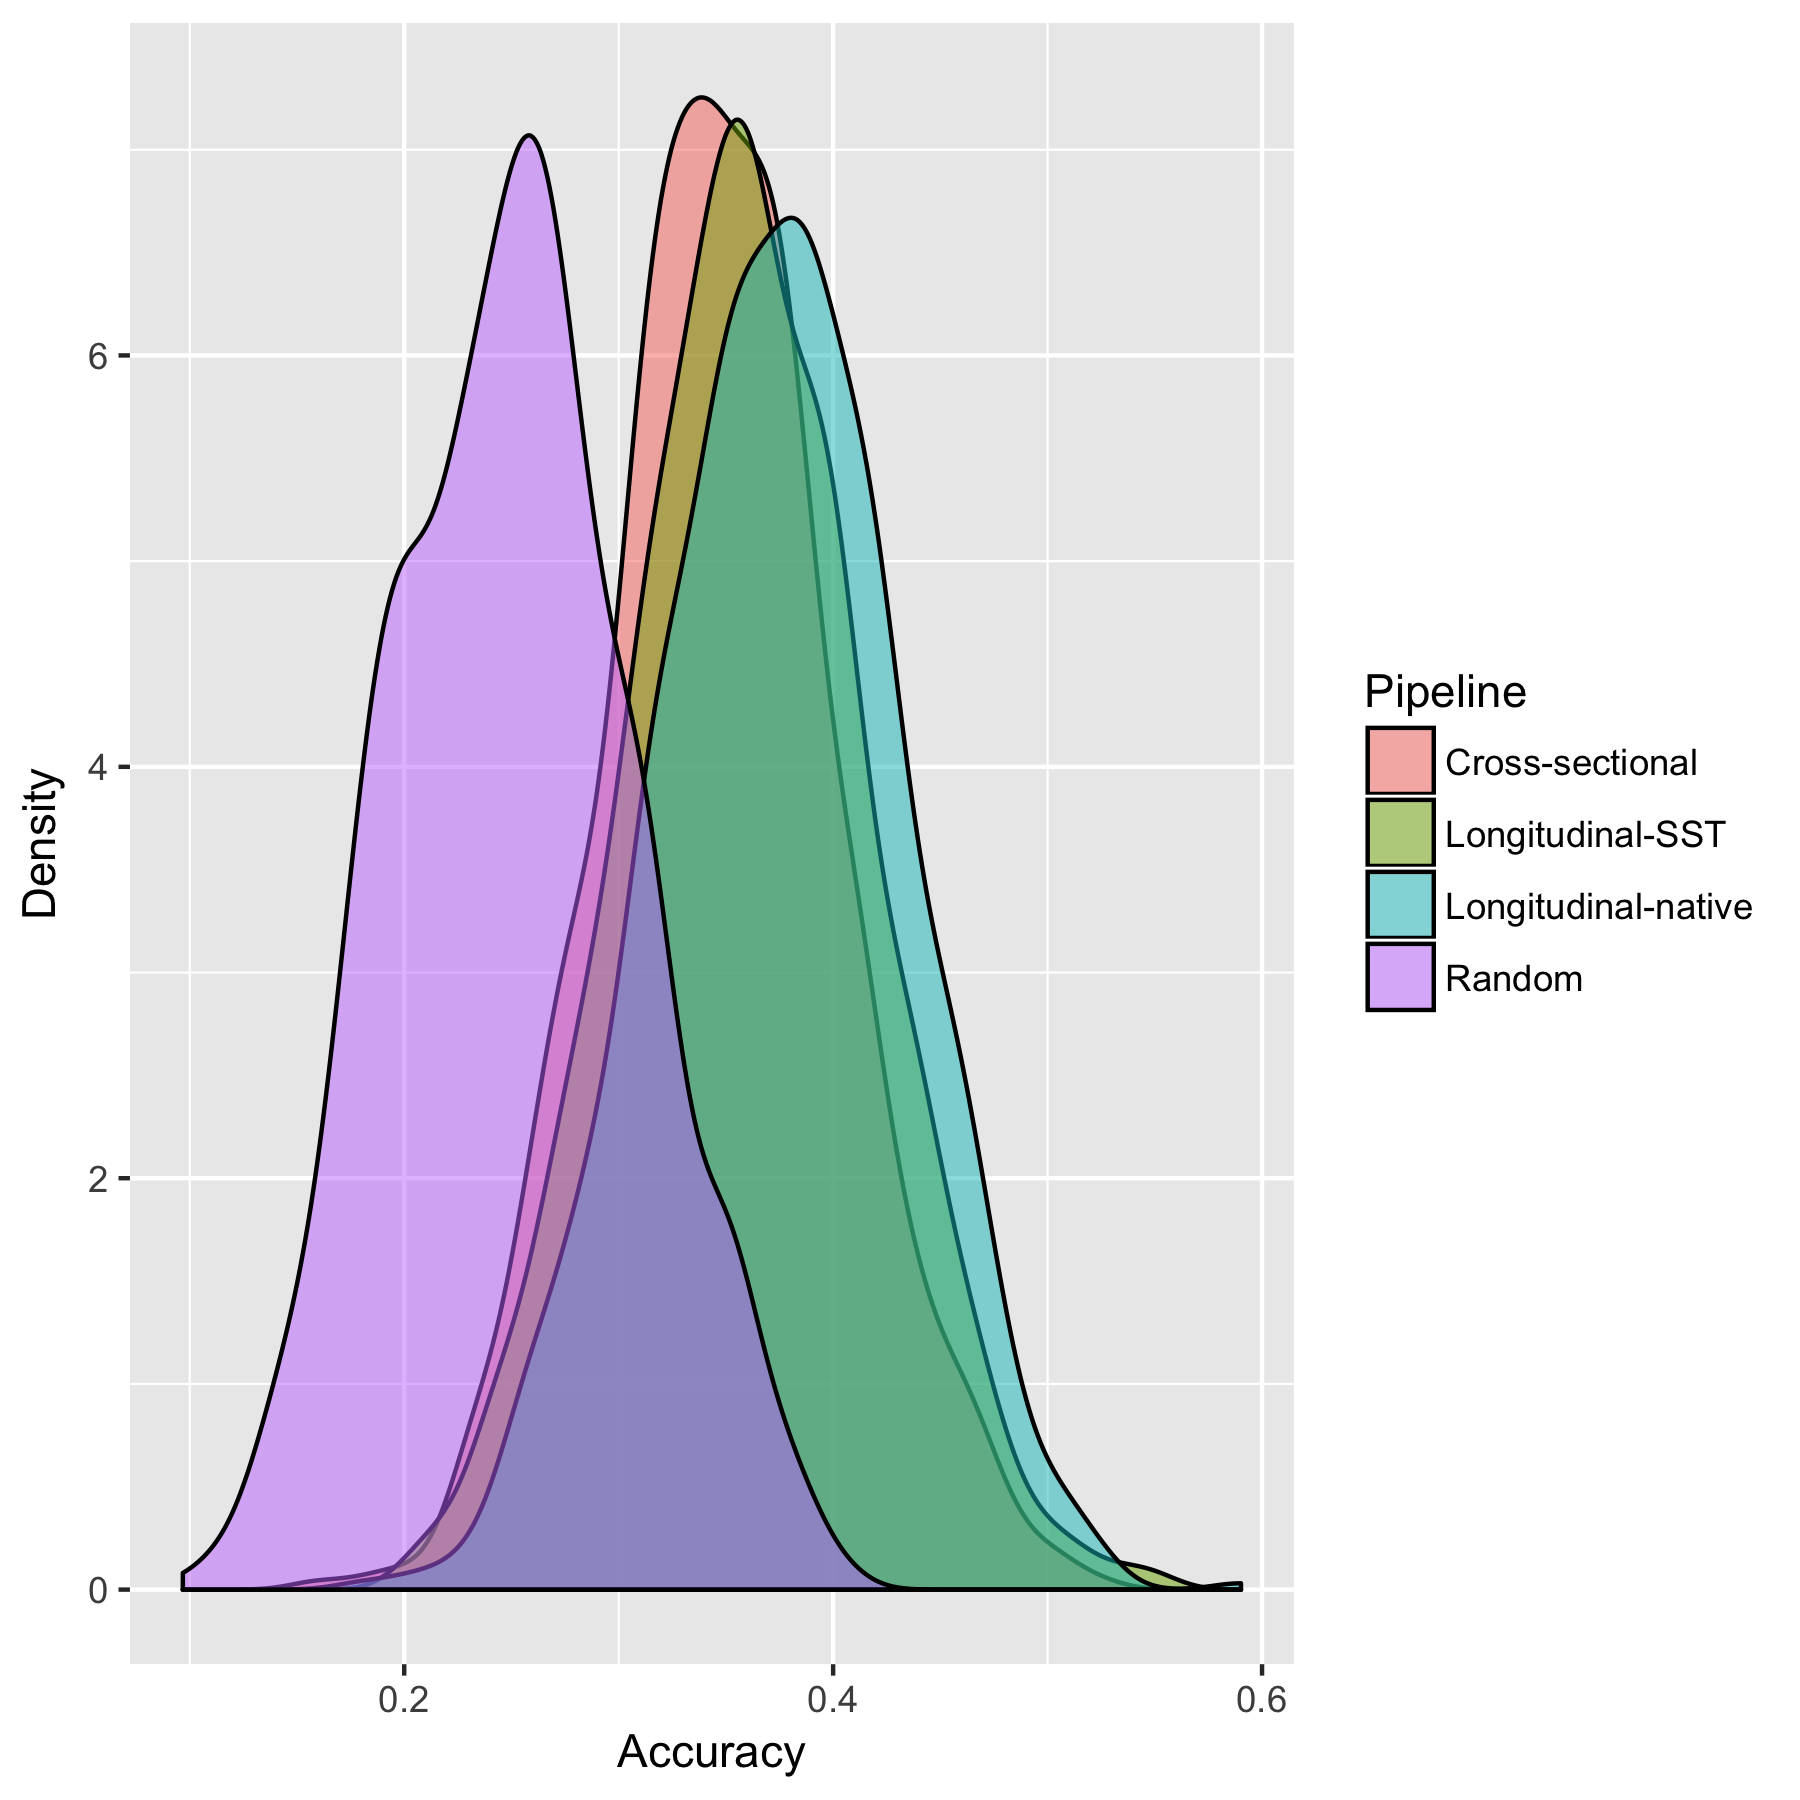 Density
6
4
2
0
0.2
0.4
0.6
Accuracy
Pipeline
Cross-sectional
Longitudinal-SST
Longitudinal-native
Random